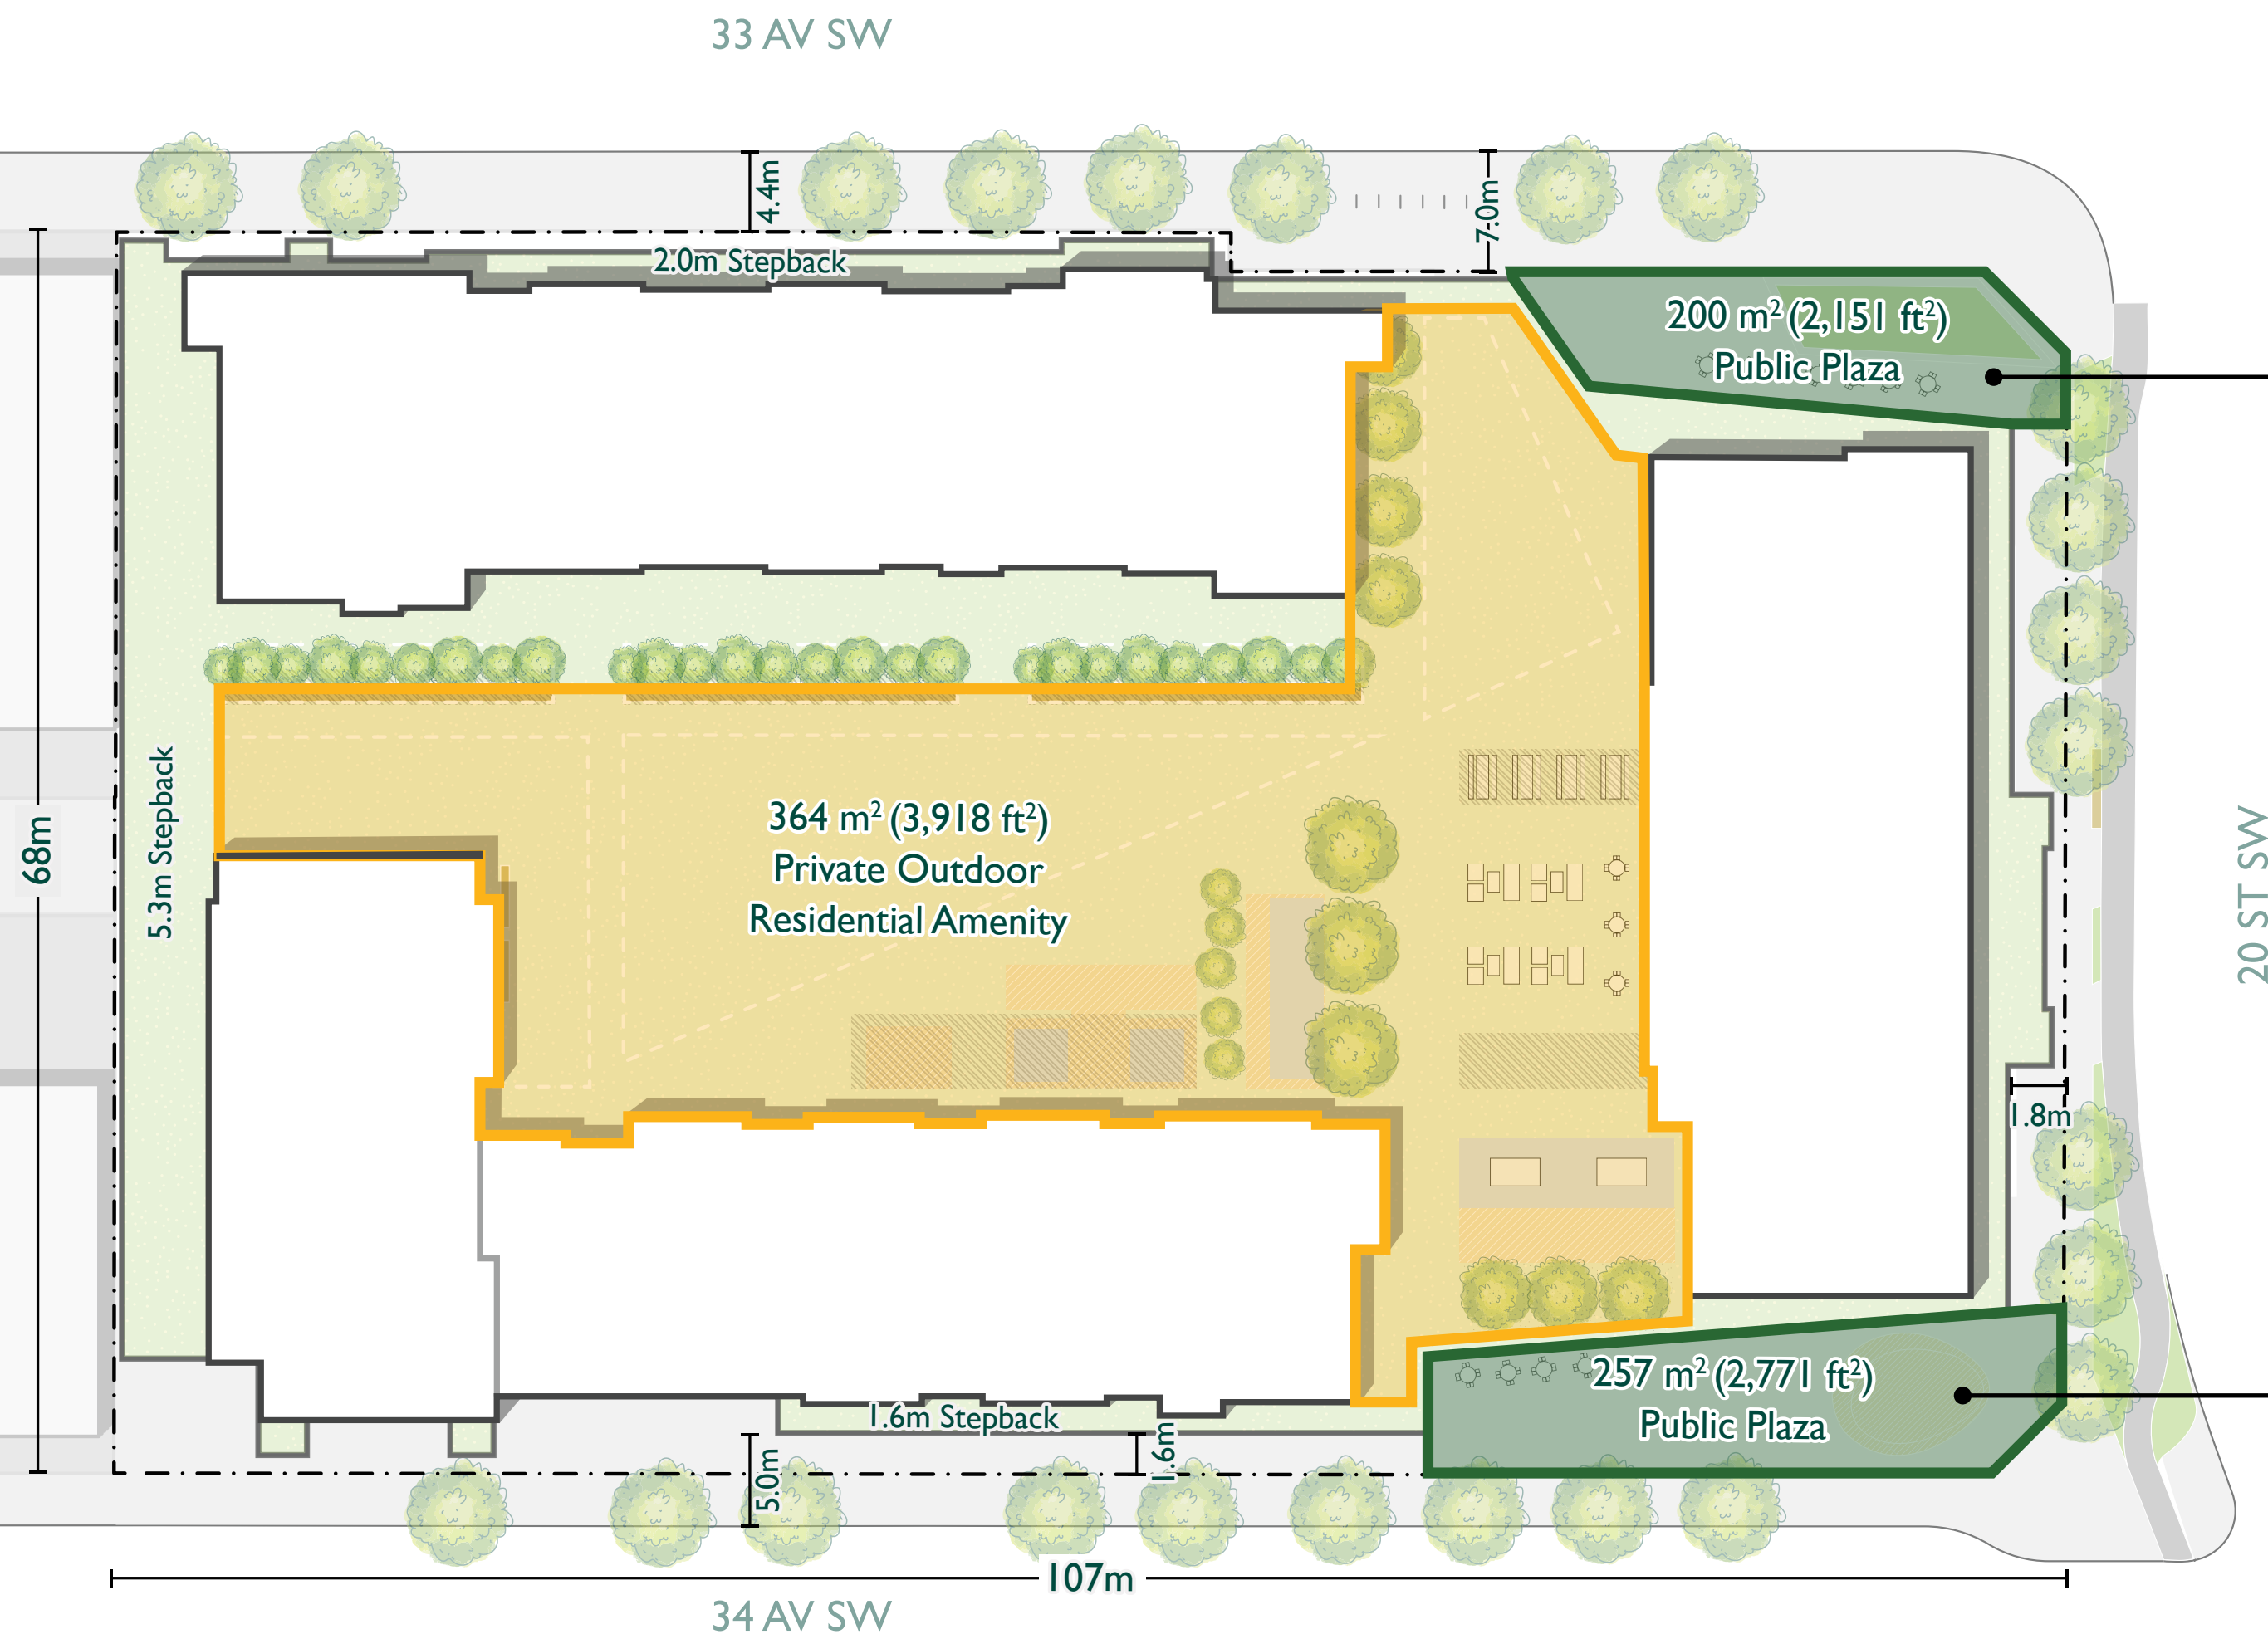 33 AV SW
4.4m
7.0m
2.0m Stepback
200 m² (2,151 ft²)
Public Plaza
68m
5.3m Stepback
364 m² (3,918 ft²)
Private Outdoor
Residential Amenity
20 ST SW
1.8m
257 m² (2,771 ft²)
Public Plaza
1.6m Stepback
1.6m
5.0m
107m
34 AV SW